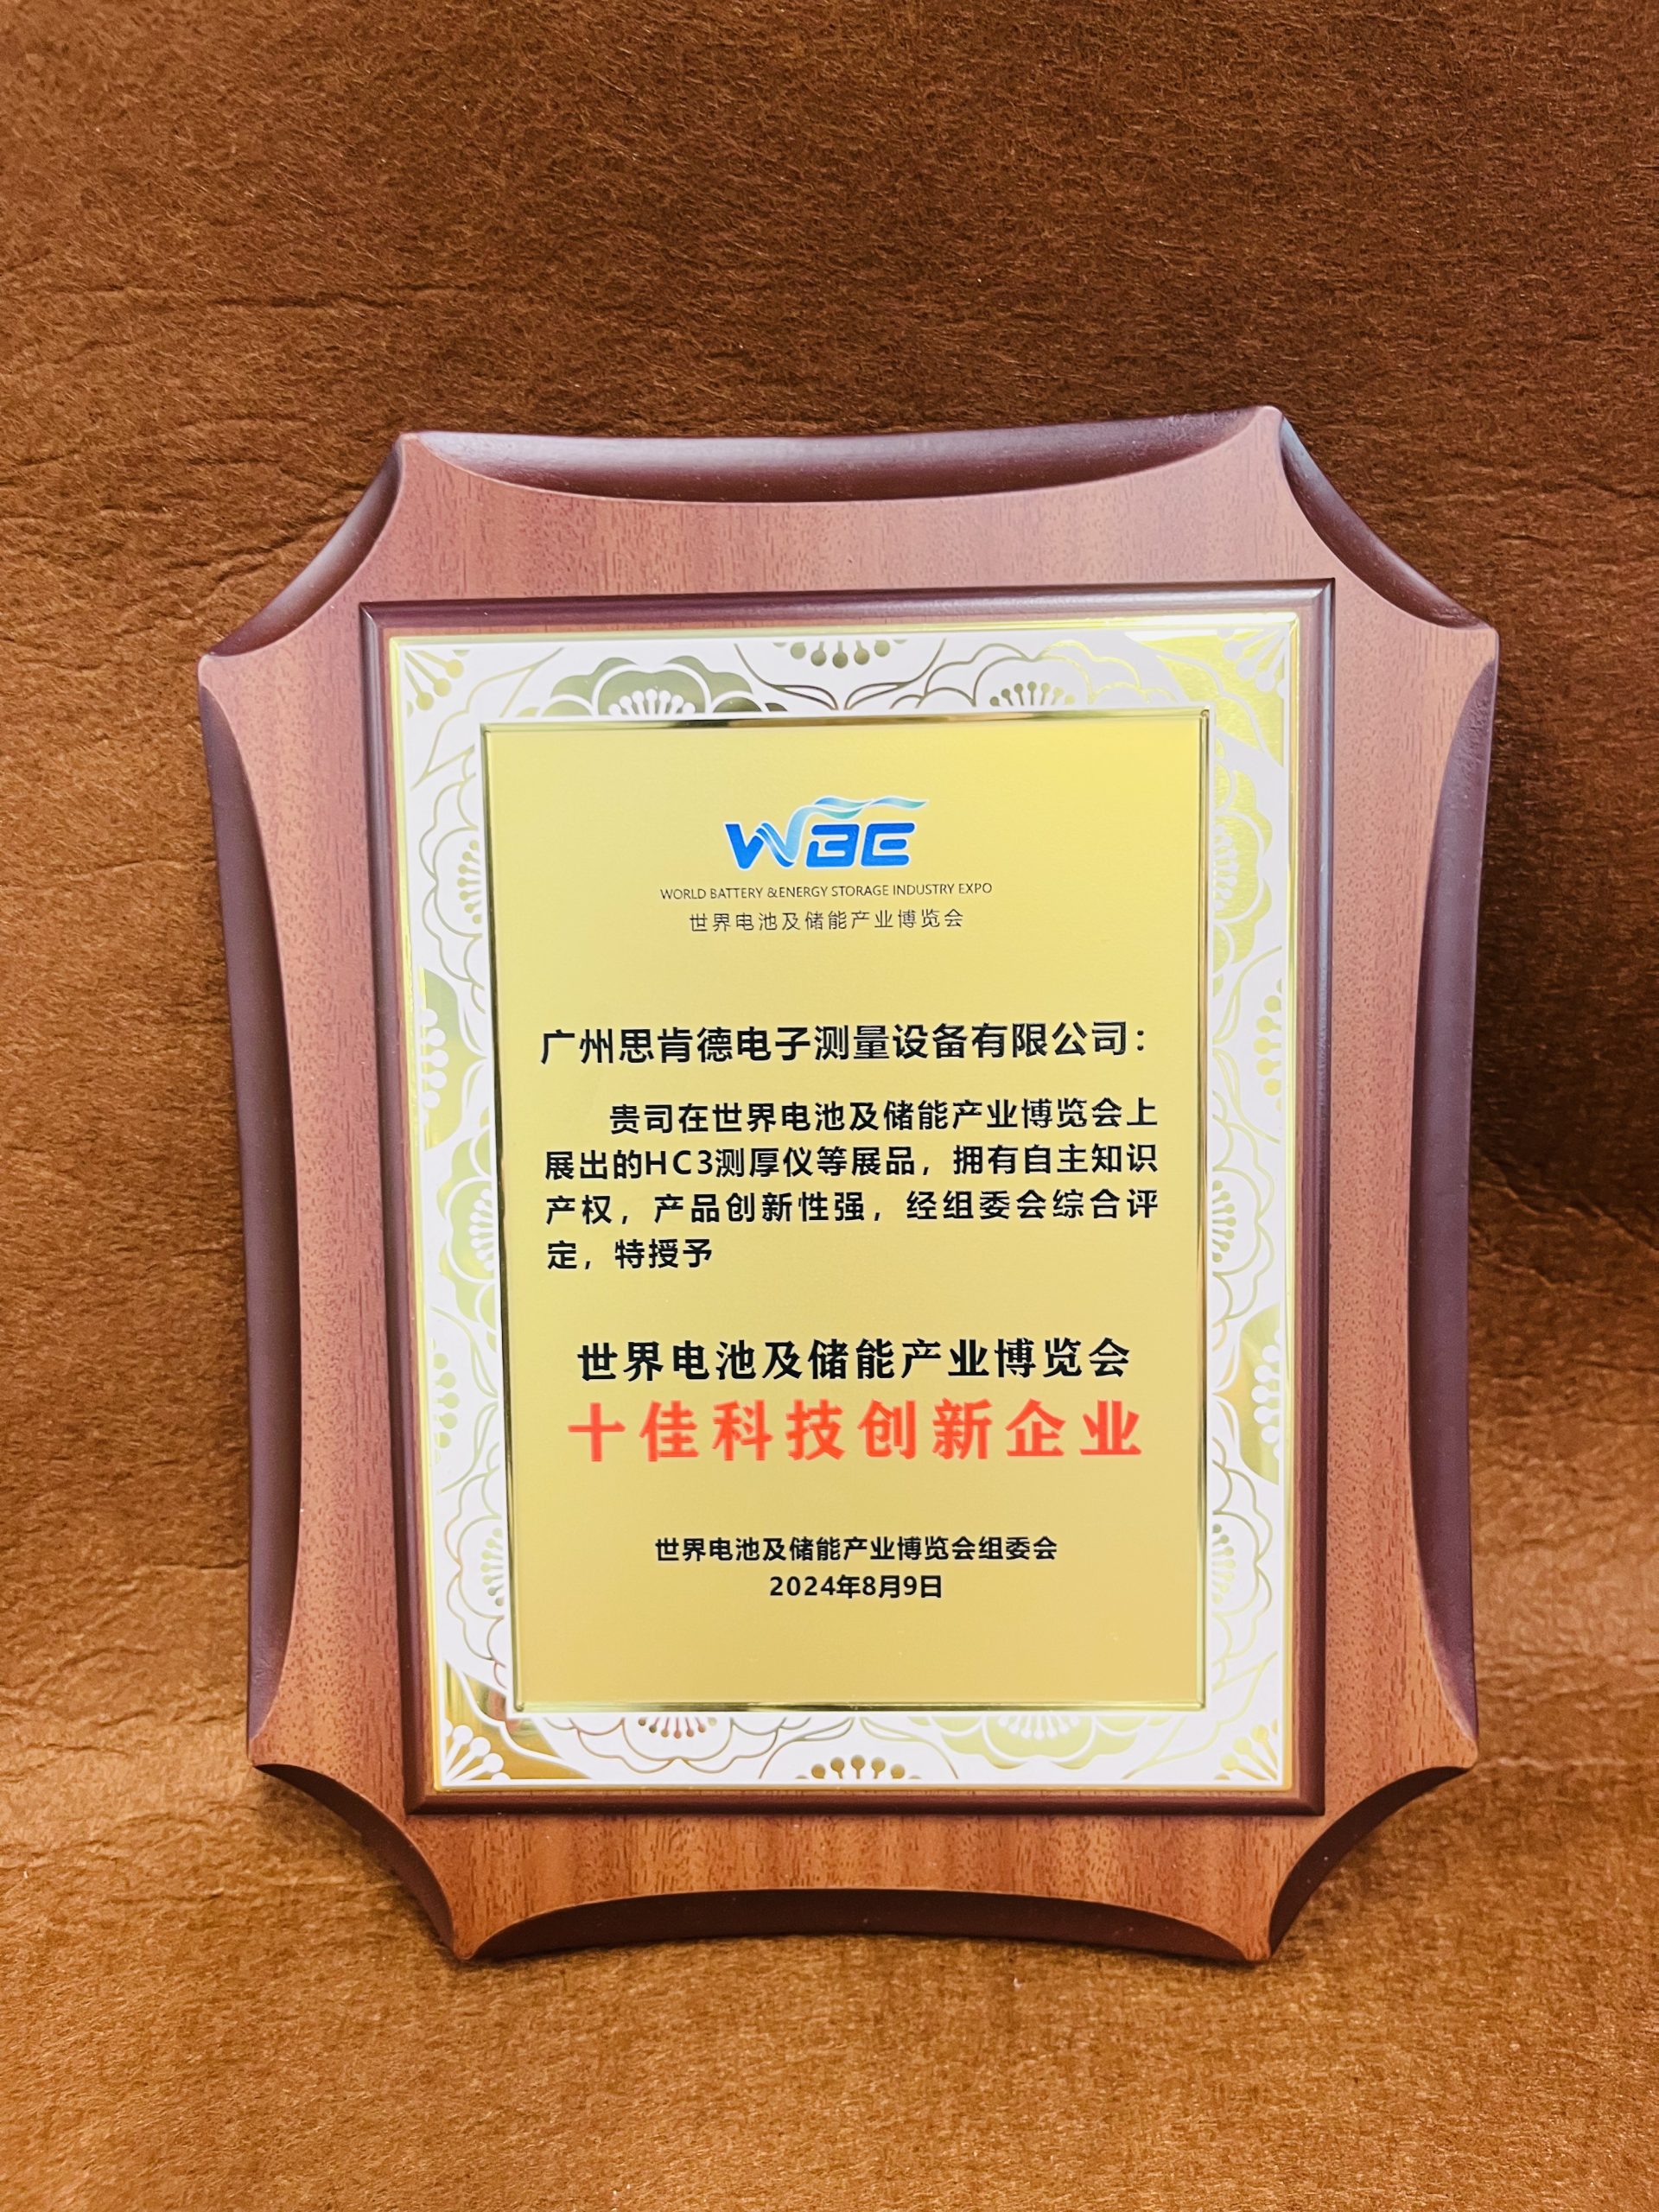 WBE
WORLD BATTERY &ENERGY STORAGE INDUSTRY EXPO
世界电池及储能产业博览会
广州思肯德电子测量设备有限公司：
贵司在世界电池及储能产业博览会上
展出的HC3测厚仪等展品，拥有自主知识
产权，产品创新性强，经组委会综合评
定，特授予
世界电池及储能产业博览会
十佳科技创新企业
世界电池及储能产业博览会组委会
2024年8月9日